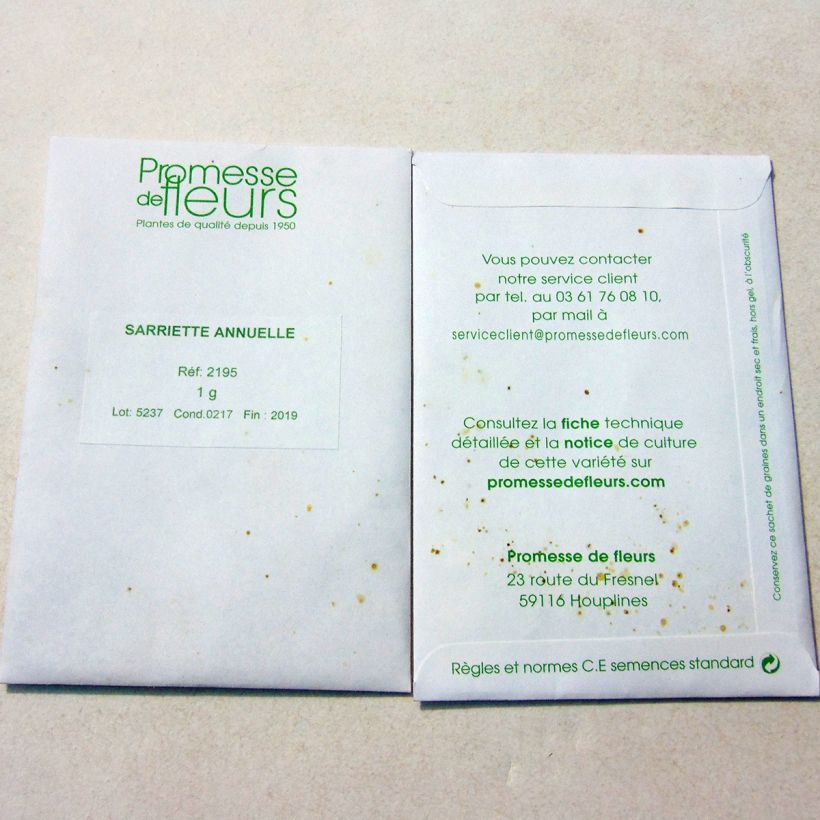 Promesse
de fleurs
Plantes de qualité depuis 1950
SARRIETTE ANNUELLE
Réf: 2195
1 g
Lot: 5237 Cond.0217 Fin : 2019
Vous pouvez contacter
notre service client
par tel. au 03 61 76 08 10,
par mail à
serviceclient@promessedefleurs.com
Consultez la fiche technique
détaillée et la notice de culture
de cette variété sur
promessedefleurs.com
Promesse de fleurs
23 route du Fresnel
59116 Houplines
Règles et normes C.E semences standard
Conservez ce sachet de graines dans un endroit sec et frais, hors gel, à l'obscurité